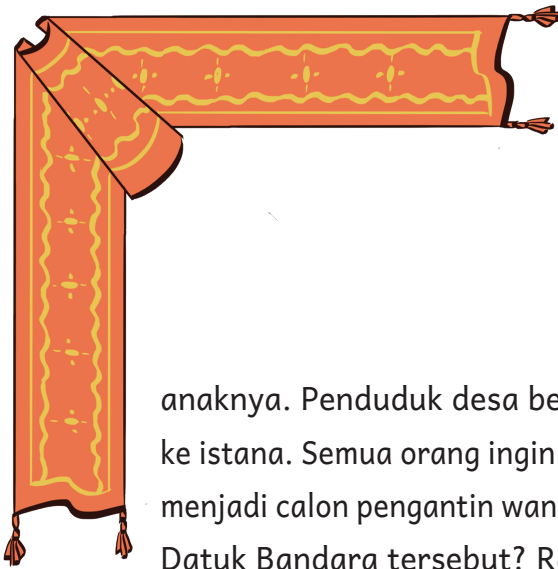 anaknya. Penduduk desa be
ke istana. Semua orang ingin
menjadi calon pengantin wan
Datuk Bandara tersebut? R